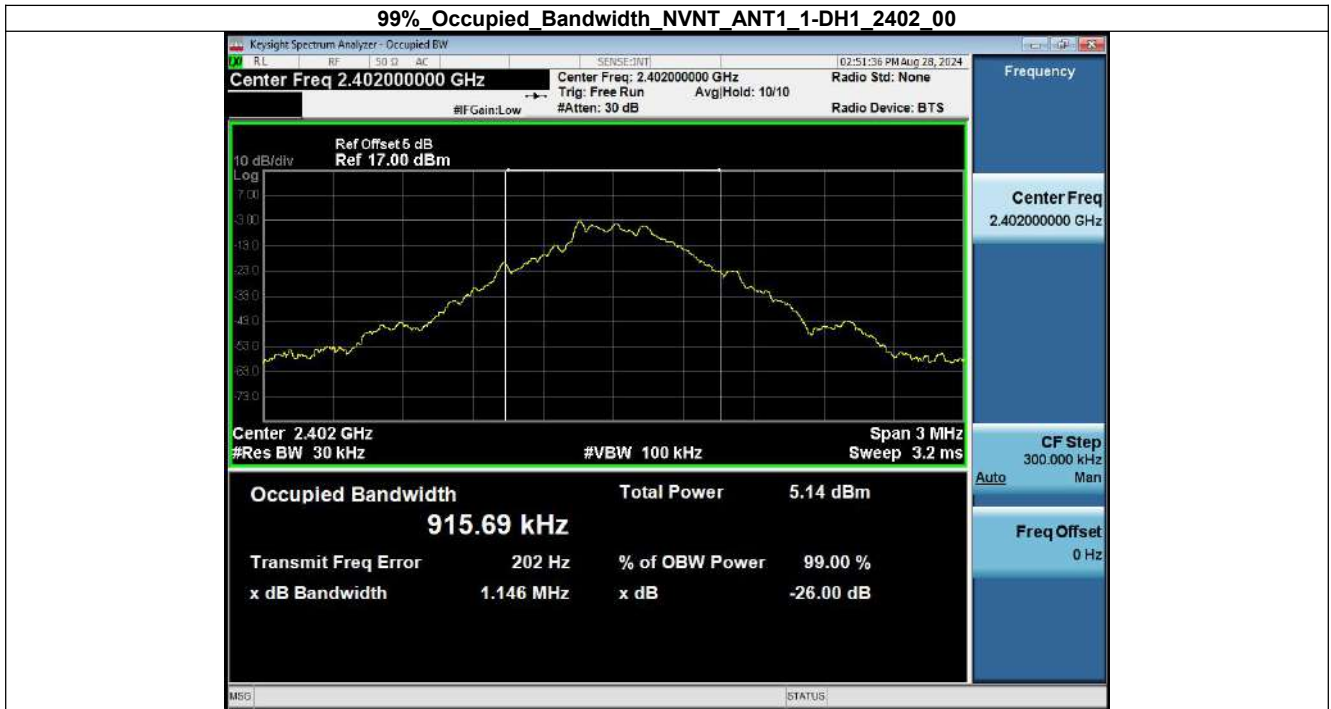 99%_Occupied_Bandwidth_NVNT_ANT1_1-DH1_2402_00
Keysight Spectrum Analyzer - Occupied BW
RL RF 50 Ω AC SENSE:INT 02:51:36 PM Aug 28, 2024
Center Freq 2.402000000 GHz
Center Freq: 2.402000000 GHz
Radio Std: None
Trig: Free Run Avg|Hold: 10/10
#IFGain:Low
#Atten: 30 dB
Radio Device: BTS
Ref Offset 5 dB
10 dB/div Ref 17.00 dBm
Log
7.00
-3.00
-13.0
-23.0
-33.0
-43.0
-53.0
-63.0
-73.0
Center 2.402 GHz Span 3 MHz
#Res BW 30 kHz #VBW 100 kHz Sweep 3.2 ms
Occupied Bandwidth Total Power 5.14 dBm
915.69 kHz
Transmit Freq Error 202 Hz % of OBW Power 99.00 %
x dB Bandwidth 1.146 MHz x dB -26.00 dB
Frequency
Center Freq
2.402000000 GHz
CF Step
300.000 kHz
Auto Man
Freq Offset
0 Hz
MSG STATUS